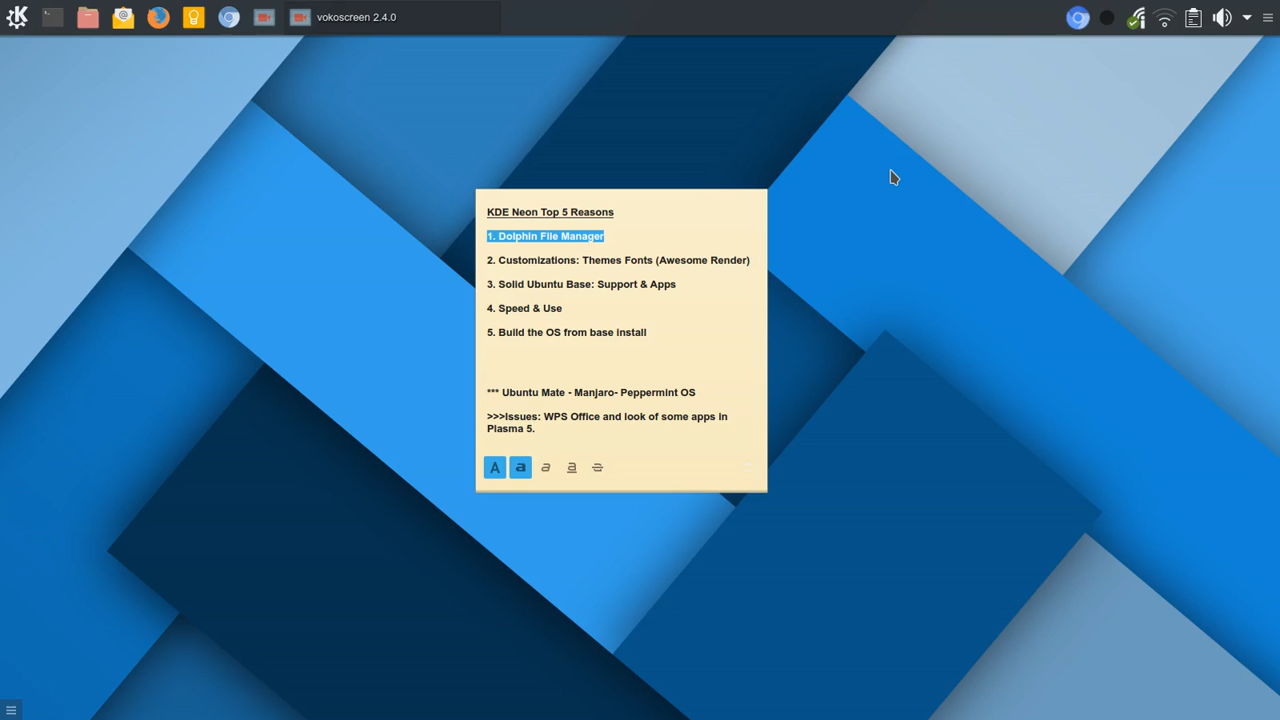 vokoscreen 2.4.0
KDE Neon Top 5 Reasons
1. Dolphin File Manager
2. Customizations: Themes Fonts (Awesome Render)
3. Solid Ubuntu Base: Support & Apps
4. Speed & Use
5. Build the OS from base install
*** Ubuntu Mate - Manjaro- Peppermint OS
>>>Issues: WPS Office and look of some apps in
Plasma 5.
A a a a S